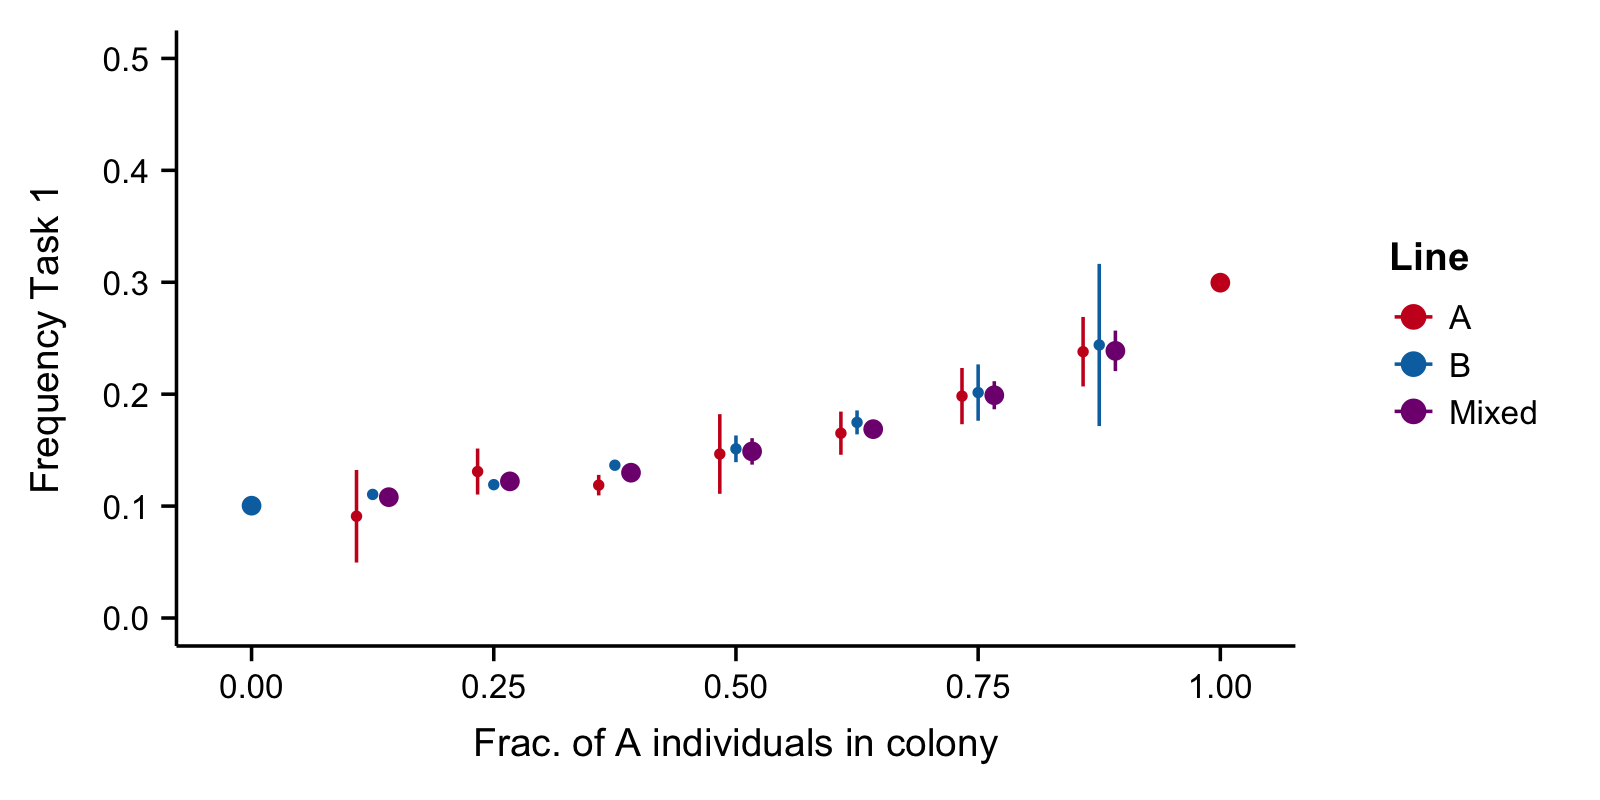 0.5
0.4
0.3
0.2
0.1
0.0
Frequency Task 1
0.00 0.25 0.50 0.75 1.00
Frac. of A individuals in colony
Line
A
B
Mixed